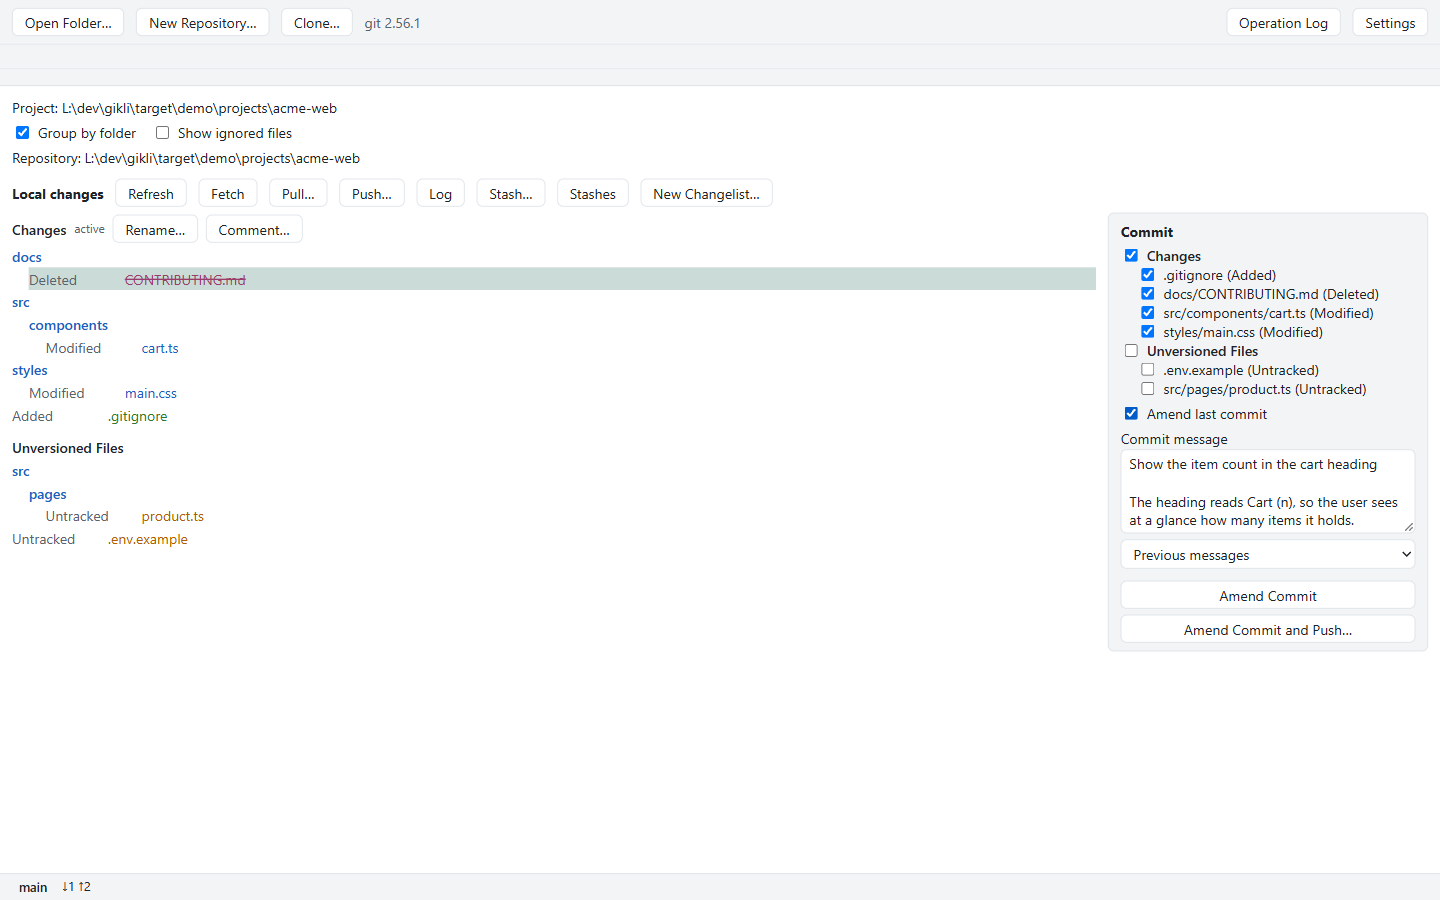 Open Folder... New Repository... Clone... git 2.56.1 Operation Log Settings
Project: L:\dev\gikli\target\demo\projects\acme-web
Group by folder Show ignored files
Repository: L:\dev\gikli\target\demo\projects\acme-web
Local changes Refresh Fetch Pull... Push... Log Stash... Stashes New Changelist...
Changes active Rename... Comment...
docs
Deleted CONTRIBUTING.md
src
components
Modified cart.ts
styles
Modified main.css
Added .gitignore
Unversioned Files
src
pages
Untracked product.ts
Untracked .env.example
Commit
Changes
.gitignore (Added)
docs/CONTRIBUTING.md (Deleted)
src/components/cart.ts (Modified)
styles/main.css (Modified)
Unversioned Files
.env.example (Untracked)
src/pages/product.ts (Untracked)
Amend last commit
Commit message
Show the item count in the cart heading
The heading reads Cart (n), so the user sees
at a glance how many items it holds.
Previous messages
Amend Commit
Amend Commit and Push...
main ↓1 ↑2